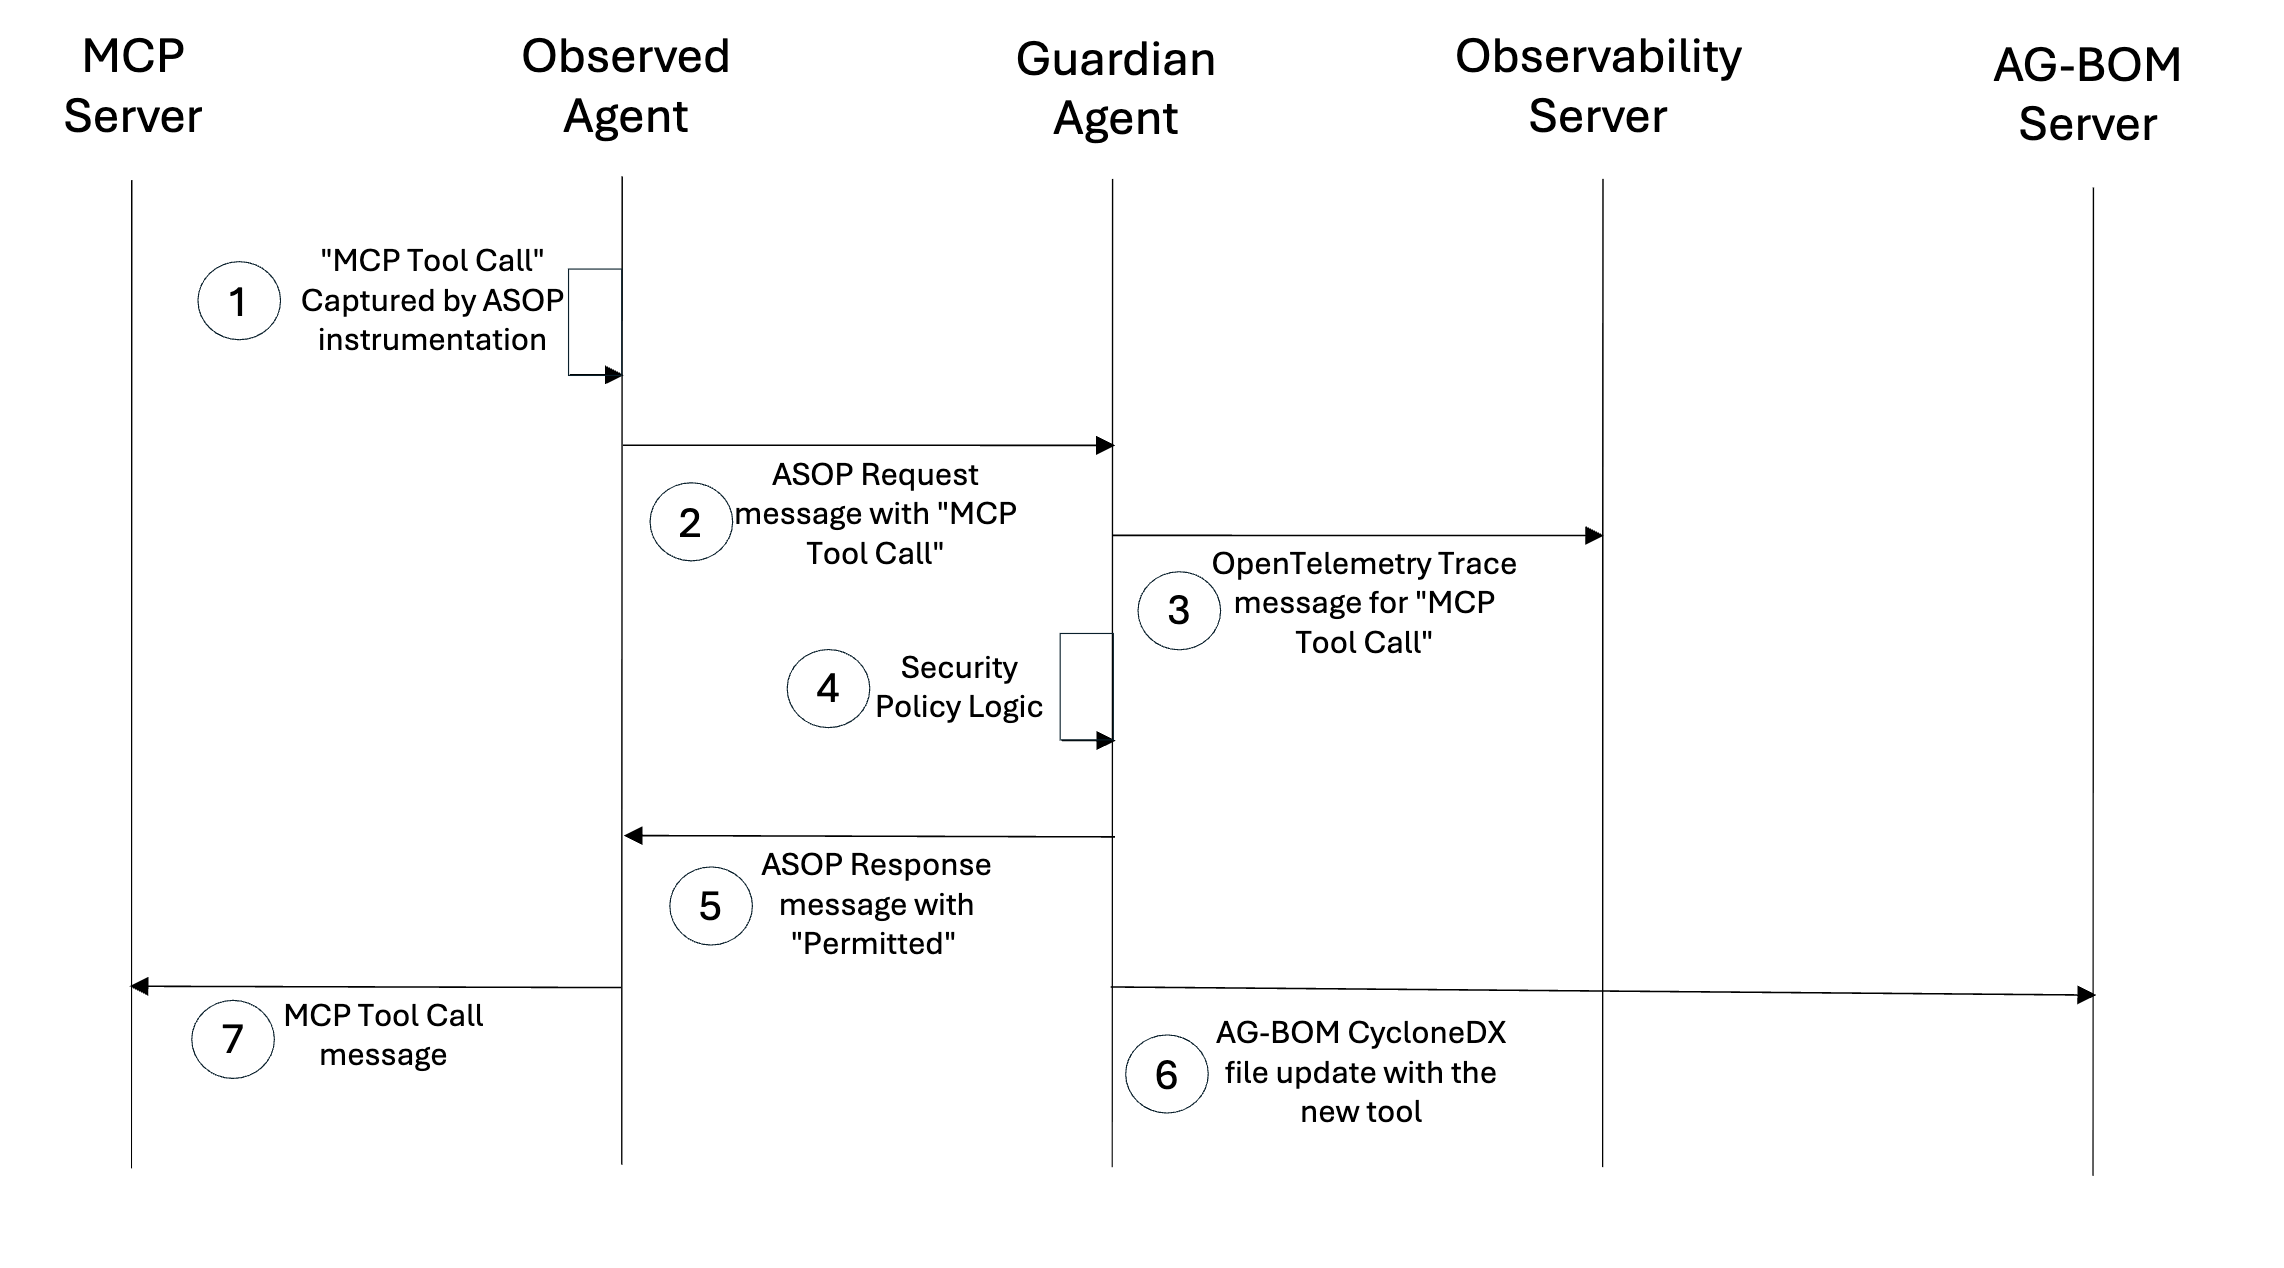 MCP
Server
Observed
Agent
Guardian
Agent
Observability
Server
AG-BOM
Server
1
"MCP Tool Call"
Captured by ASOP
instrumentation
2
ASOP Request
message with "MCP
Tool Call"
3
OpenTelemetry Trace
message for "MCP
Tool Call"
4
Security
Policy Logic
5
ASOP Response
message with
"Permitted"
7
MCP Tool Call
message
6
AG-BOM CycloneDX
file update with the
new tool